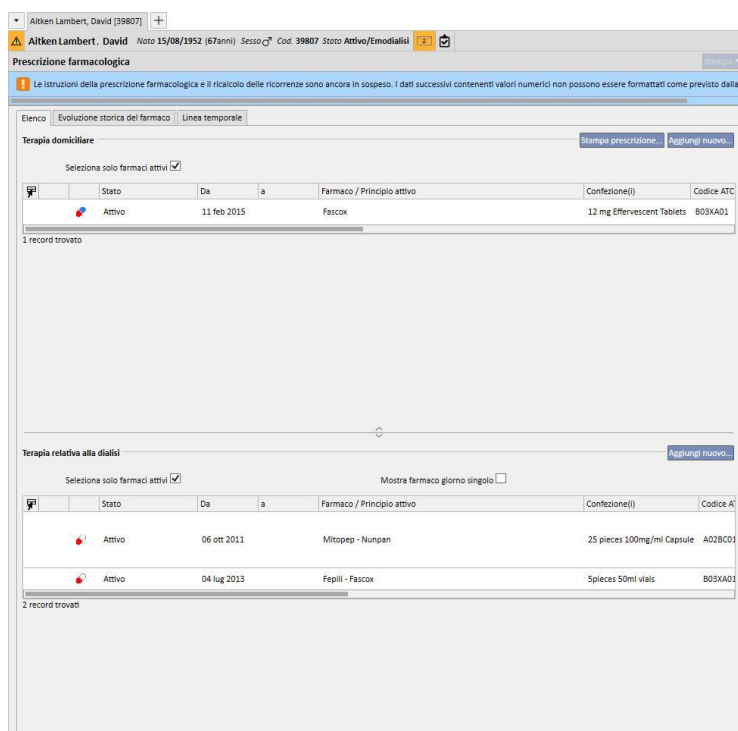 Aitken Lambert, David [39807]
Aitken Lambert, David Nato 15/08/1952 (67anni) Sesso Cod. 39807 Stato Attivo/Emodialisi 2
Prescrizione farmacologica Stampa
Le istruzioni della prescrizione farmacologica e il ricalcolo delle ricorrenze sono ancora in sospeso. I dati successivi contenenti valori numerici non possono essere formattati come previsto dalla
Elenco Evoluzione storica del farmaco Linea temporale
Terapia domiciliare Stampa prescrizione... Aggiungi nuovo...
Seleziona solo farmaci attivi
Stato Da a Farmaco / Principio attivo Confezione(i) Codice ATC
Attivo 11 feb 2015 Fascox 12 mg Effervescent Tablets B03XA01
1 record trovato
Terapia relativa alla dialisi Aggiungi nuovo...
Seleziona solo farmaci attivi Mostra farmaco giorno singolo
Stato Da a Farmaco / Principio attivo Confezione(i) Codice A
Attivo 06 ott 2011 Mitopep - Nunpan 25 pieces 100mg/ml Capsule A02BC01
Attivo 04 lug 2013 Fepili - Fascox 5pieces 50ml vials B03XA01
2 record trovati